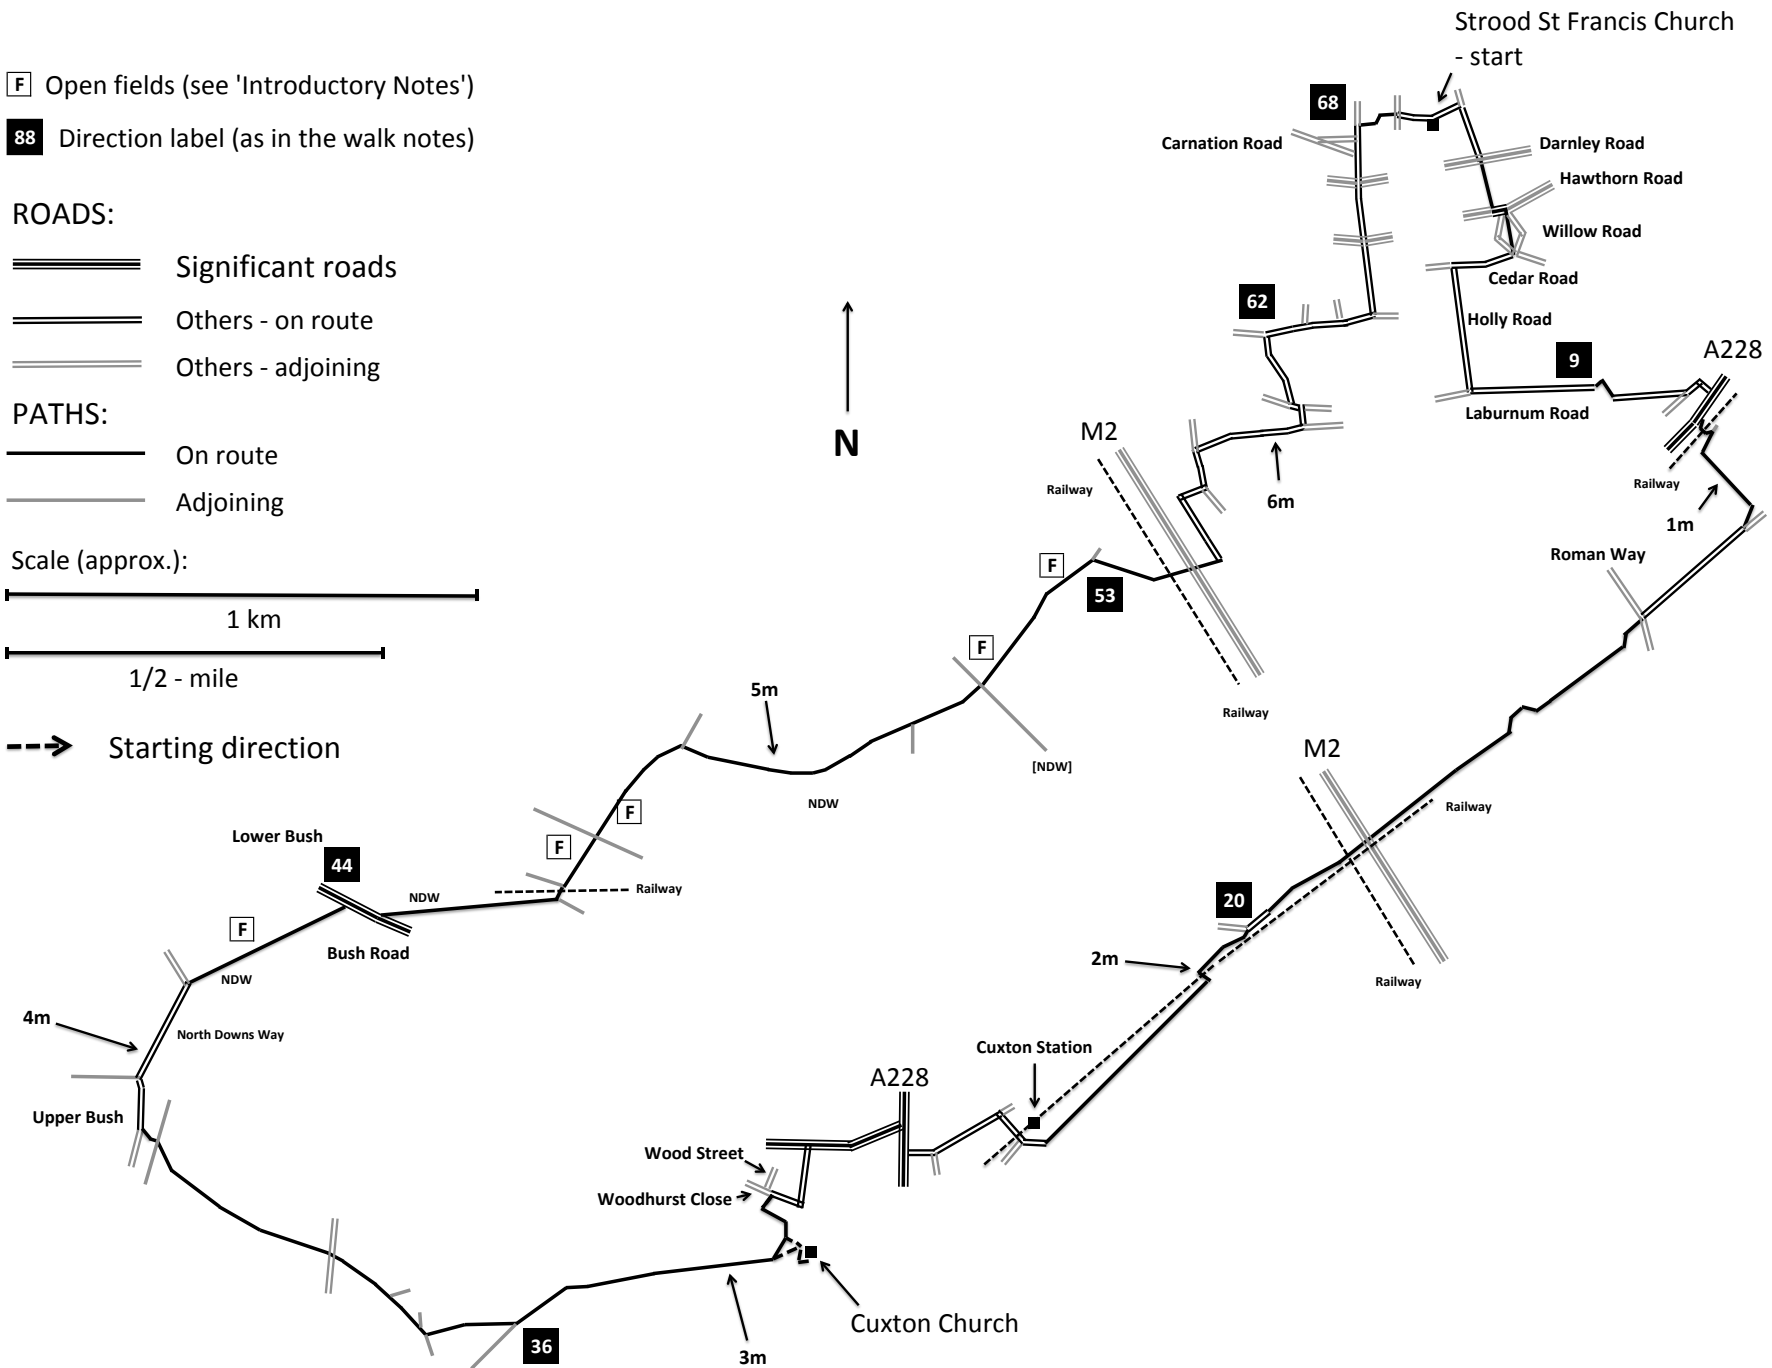 Strood St Francis Church
- start
F Open fields (see 'Introductory Notes')
88 Direction label (as in the walk notes)
68
Carnation Road
Darnley Road
Hawthorn Road
ROADS:
Willow Road
Significant roads
Cedar Road
62
Others - on route
Holly Road
9
A228
Others - adjoining
PATHS:
Laburnum Road
N
M2
On route
Railway
Railway
6m
1m
Adjoining
Scale (approx.):
Roman Way
F
53
1 km
F
1/2 - mile
5m
Railway
Starting direction
[NDW]
M2
NDW
Railway
F
Lower Bush
F
44
Railway
NDW
20
F
Bush Road
2m
NDW
Railway
4m
North Downs Way
Cuxton Station
A228
Upper Bush
Wood Street
Woodhurst Close
Cuxton Church
36
3m